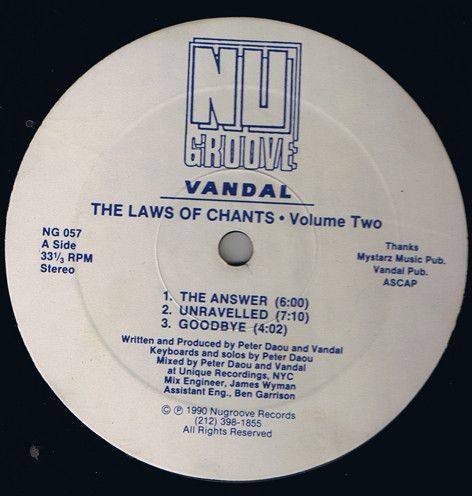 NU
GROOVE
VANDAL
THE LAWS OF CHANTS • Volume Two
NG 057
A Side
33⅓ RPM
Stereo
Thanks
Mystarz Music Pub.
Vandal Pub.
ASCAP
1. THE ANSWER (6:00)
2. UNRAVELLED (7:10)
3. GOODBYE (4:02)
Written and Produced by Peter Daou and Vandal
Keyboards and solos by Peter Daou
Mixed by Peter Daou and Vandal
at Unique Recordings, NYC
Mix Engineer, James Wyman
Assistant Eng., Ben Garrison
© ℗ 1990 Nugroove Records
(212) 398-1855
All Rights Reserved